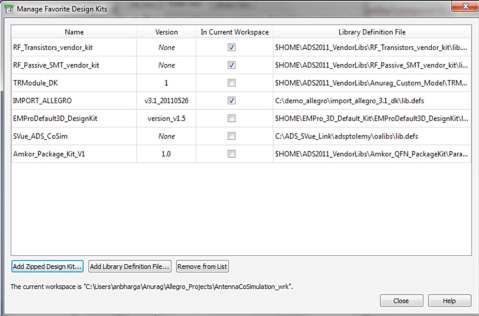 Manage Favorite Design Kits
Name Version In Current Workspace Library Definition File
RF_Transistors_vendor_kit None $HOME\ADS2011_VendorLibs\RF_Transistors_vendor_kit\lib....
RF_Passive_SMT_vendor_kit None $HOME\ADS2011_VendorLibs\RF_Passive_SMT_vendor_kit\...
TRModule_DK 1 $HOME\ADS2011_VendorLibs\Anurag_Custom_Model\TRM...
IMPORT_ALLEGRO v3.1_20110526 C:\demo_allegro\import_allegro_3.1_dk\lib.defs
EMProDefault3D_DesignKit version_v1.5 $HOME\EMPro_3D_Default_Kit\EMProDefault3D_DesignKit\l...
SVue_ADS_CoSim None C:\ADS_SVue_Link\adsptolemy\oalibs\lib.defs
Amkor_Package_Kit_V1 1.0 $HOME\ADS2011_VendorLibs\Amkor_QFN_PackageKit\Para...
Add Zipped Design Kit... Add Library Definition File... Remove from List
The current workspace is "C:\Users\anbharga\Anurag\Allegro_Projects\AntennaCoSimulation_wrk".
Close Help